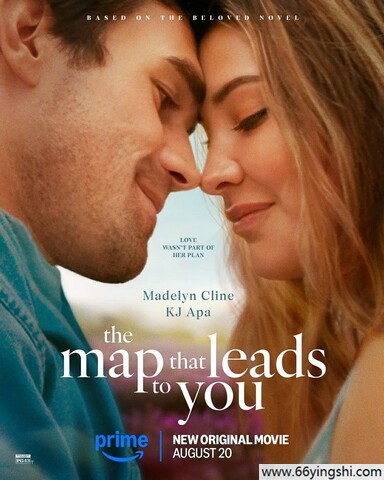 BASED ON THE BELOVED NOVEL
LOVE
WASN'T PART OF
HER PLAN
Madelyn Cline
KJ Apa
the
map that leads
to you
prime
NEW ORIGINAL MOVIE
AUGUST 20
www.66yingshi.com